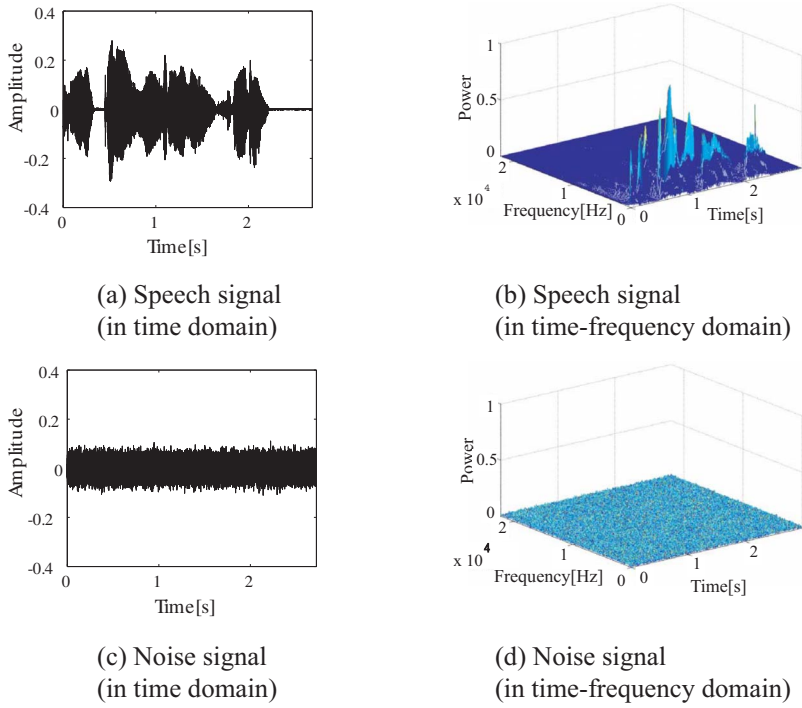 0.4
0.2
0
-0.2
-0.4
Amplitude
0 1 2
Time[s]
(a) Speech signal
(in time domain)
1
0.5
0
Power
2
1
0
x 10 4
Frequency[Hz]
0 1 2
Time[s]
(b) Speech signal
(in time-frequency domain)
0.4
0.2
0
-0.2
-0.4
Amplitude
0 1 2
Time[s]
(c) Noise signal
(in time domain)
1
0.5
0
Power
2
1
0
x 10 4
Frequency[Hz]
0 1 2
Time[s]
(d) Noise signal
(in time-frequency domain)